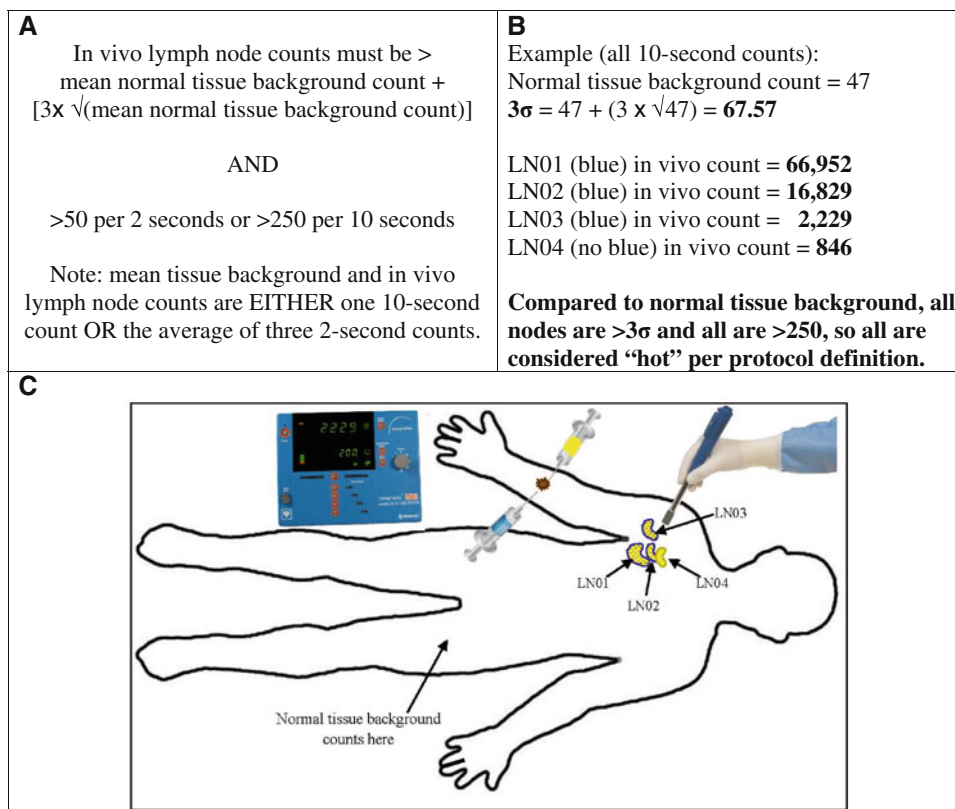 A
In vivo lymph node counts must be >
mean normal tissue background count +
[3x √(mean normal tissue background count)]
AND
>50 per 2 seconds or >250 per 10 seconds
Note: mean tissue background and in vivo
lymph node counts are EITHER one 10-second
count OR the average of three 2-second counts.
B
Example (all 10-second counts):
Normal tissue background count = 47
3σ = 47 + (3 x √47) = 67.57
LN01 (blue) in vivo count = 66,952
LN02 (blue) in vivo count = 16,829
LN03 (blue) in vivo count = 2,229
LN04 (no blue) in vivo count = 846
Compared to normal tissue background, all
nodes are >3σ and all are >250, so all are
considered “hot” per protocol definition.
C
2229
200
LN03
LN01
LN04
LN02
Normal tissue background
counts here